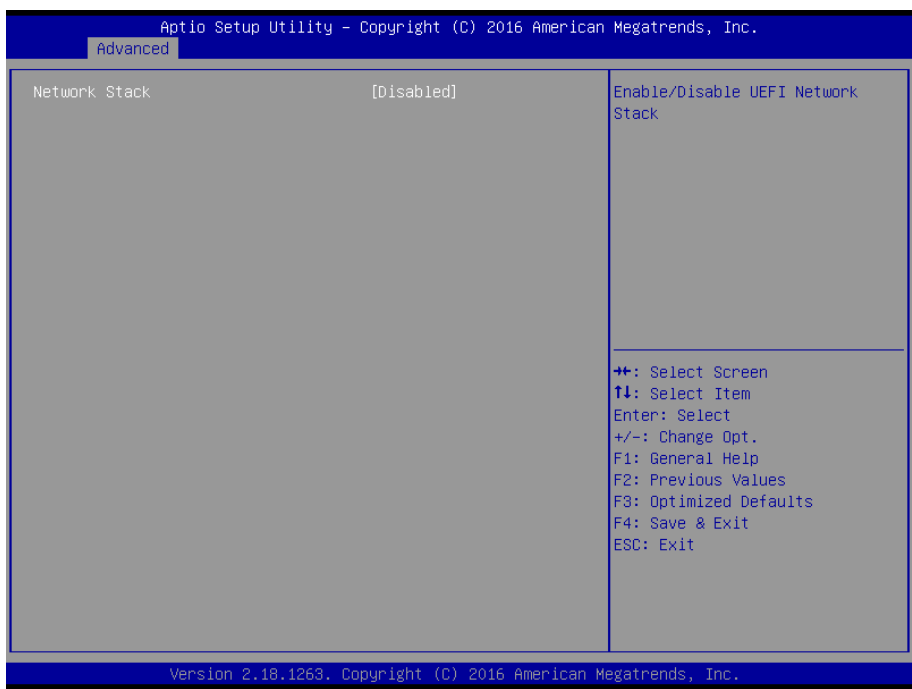 Aptio Setup Utility – Copyright (C) 2016 American Megatrends, Inc.
Advanced
Network Stack [Disabled]
Enable/Disable UEFI Network
Stack
→←: Select Screen
↑↓: Select Item
Enter: Select
+/-: Change Opt.
F1: General Help
F2: Previous Values
F3: Optimized Defaults
F4: Save & Exit
ESC: Exit
Version 2.18.1263. Copyright (C) 2016 American Megatrends, Inc.